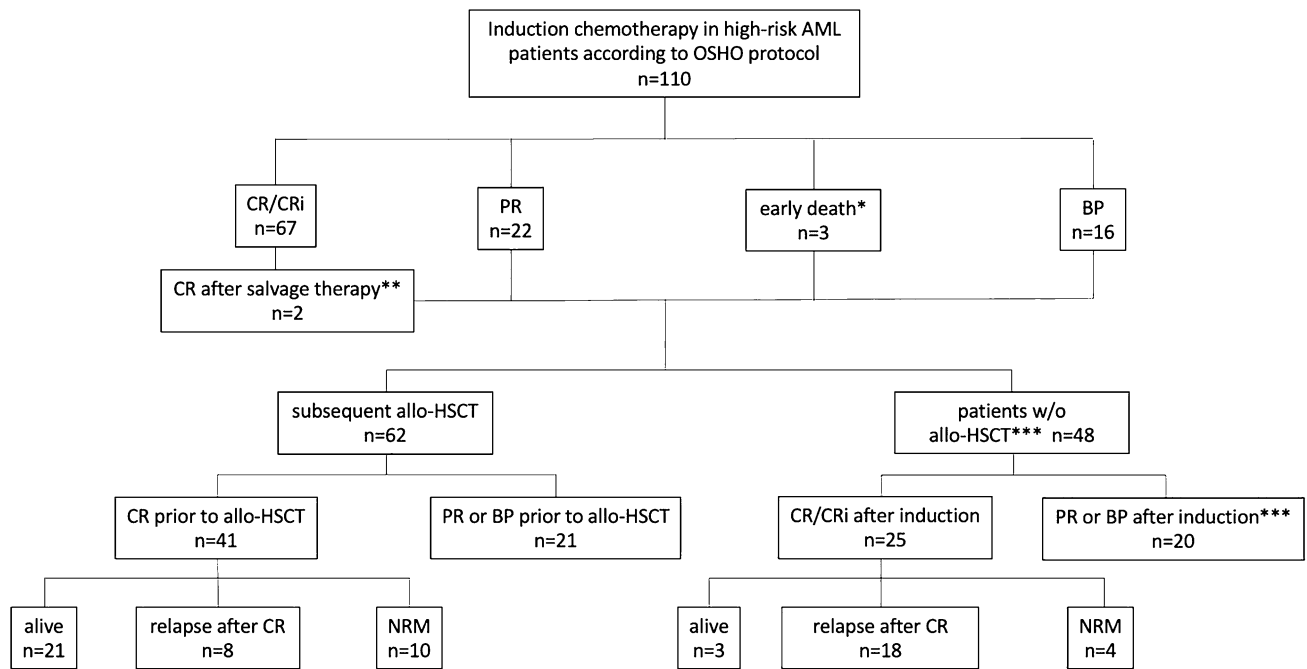 Induction chemotherapy in high-risk AML
patients according to OSHO protocol
n=110
CR/CRi
n=67
PR
n=22
early death*
n=3
BP
n=16
CR after salvage therapy**
n=2
subsequent allo-HSCT
n=62
patients w/o
allo-HSCT*** n=48
CR prior to allo-HSCT
n=41
PR or BP prior to allo-HSCT
n=21
CR/CRi after induction
n=25
PR or BP after induction***
n=20
alive
n=21
relapse after CR
n=8
NRM
n=10
alive
n=3
relapse after CR
n=18
NRM
n=4